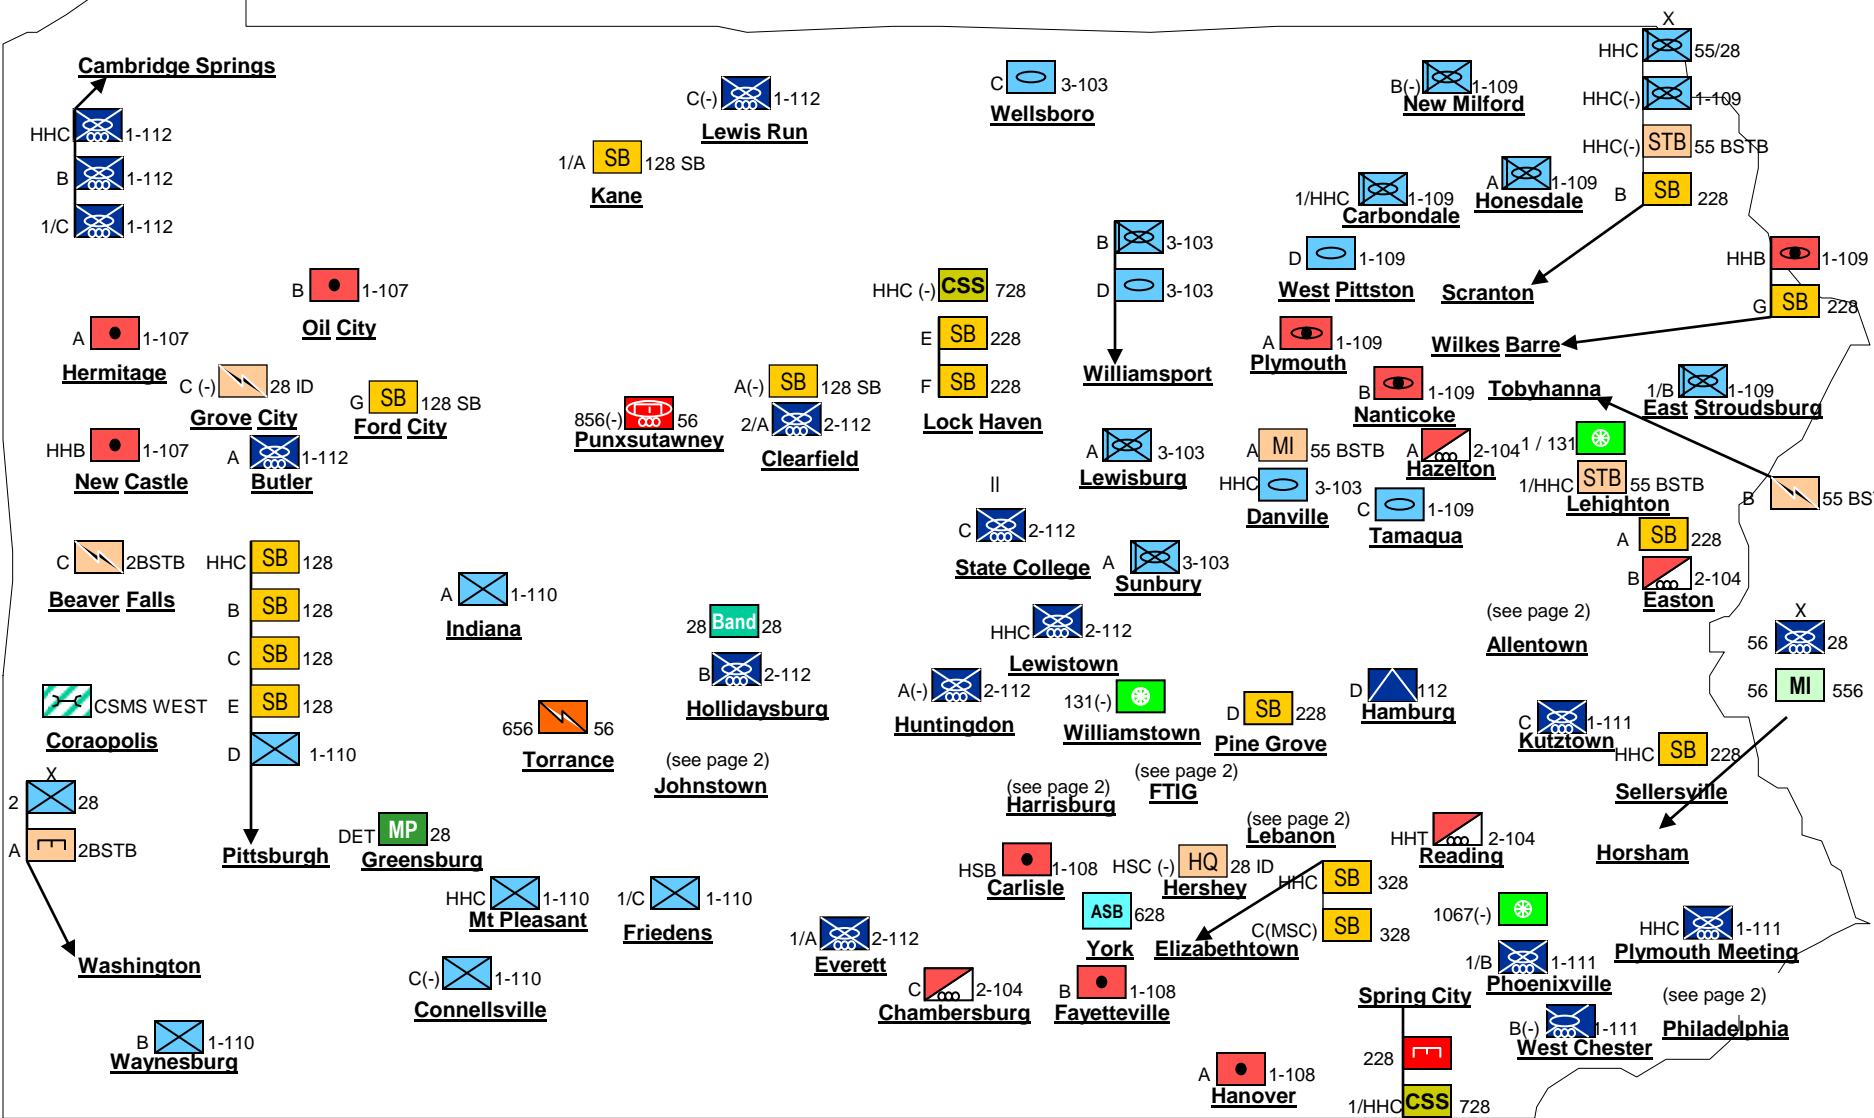 X
HHC 55/28
HHC(-) 1-109
HHC(-) STB 55 BSTB
B SB 228
Scranton
Cambridge Springs
HHC 1-112
B 1-112
1/C 1-112
C(-) 1-112
Lewis Run
C 3-103
Wellsboro
B(-) 1-109
New Milford
1/A SB 128 SB
Kane
1/HHC 1-109
Carbondale
A 1-109
Honesdale
B 3-103
D 3-103
Williamsport
D 1-109
West Pittston
HHB 1-109
G SB 228
Wilkes Barre
B 1-107
Oil City
HHC (-) CSS 728
E SB 228
F SB 228
Lock Haven
A 1-107
Hermitage
A 1-109
Plymouth
C (-) 28 ID
Grove City
G SB 128 SB
Ford City
856(-) 56
Punxsutawney
A(-) SB 128 SB
2/A 2-112
Clearfield
B 1-109
Nanticoke
Tobyhanna
B 55 BS
1/B 1-109
East Stroudsburg
HHB 1-107
New Castle
A 1-112
Butler
A 3-103
Lewisburg
A MI 55 BSTB
HHC 3-103
Danville
A 2-104
Hazelton
1 / 131
1/HHC STB 55 BSTB
Lehighton
II
C 2-112
State College
C 1-109
Tamaqua
A SB 228
B 2-104
Easton
C 2BSTB
Beaver Falls
HHC SB 128
B SB 128
C SB 128
E SB 128
D 1-110
Pittsburgh
A 1-110
Indiana
A 3-103
Sunbury
28 Band 28
B 2-112
Hollidaysburg
HHC 2-112
Lewistown
(see page 2)
Allentown
X
56 28
56 MI 556
Horsham
CSMS WEST
Coraopolis
656 56
Torrance
A(-) 2-112
Huntingdon
131(-)
Williamstown
D SB 228
Pine Grove
D 112
Hamburg
C 1-111
Kutztown
HHC SB 228
Sellersville
X
2 28
A 2BSTB
Washington
(see page 2)
Johnstown
(see page 2)
Harrisburg
(see page 2)
FTIG
(see page 2)
Lebanon
DET MP 28
Greensburg
HHT 2-104
Reading
HSB 1-108
Carlisle
HSC (-) HQ 28 ID
Hershey
HHC SB 328
C(MSC) SB 328
Elizabethtown
HHC 1-110
Mt Pleasant
1/C 1-110
Friedens
ASB 628
York
1067(-)
1/B 1-111
Phoenixville
HHC 1-111
Plymouth Meeting
1/A 2-112
Everett
C(-) 1-110
Connellsville
C 2-104
Chambersburg
B 1-108
Fayetteville
Spring City
228
1/HHC CSS 728
B(-) 1-111
West Chester
(see page 2)
Philadelphia
B 1-110
Waynesburg
A 1-108
Hanover